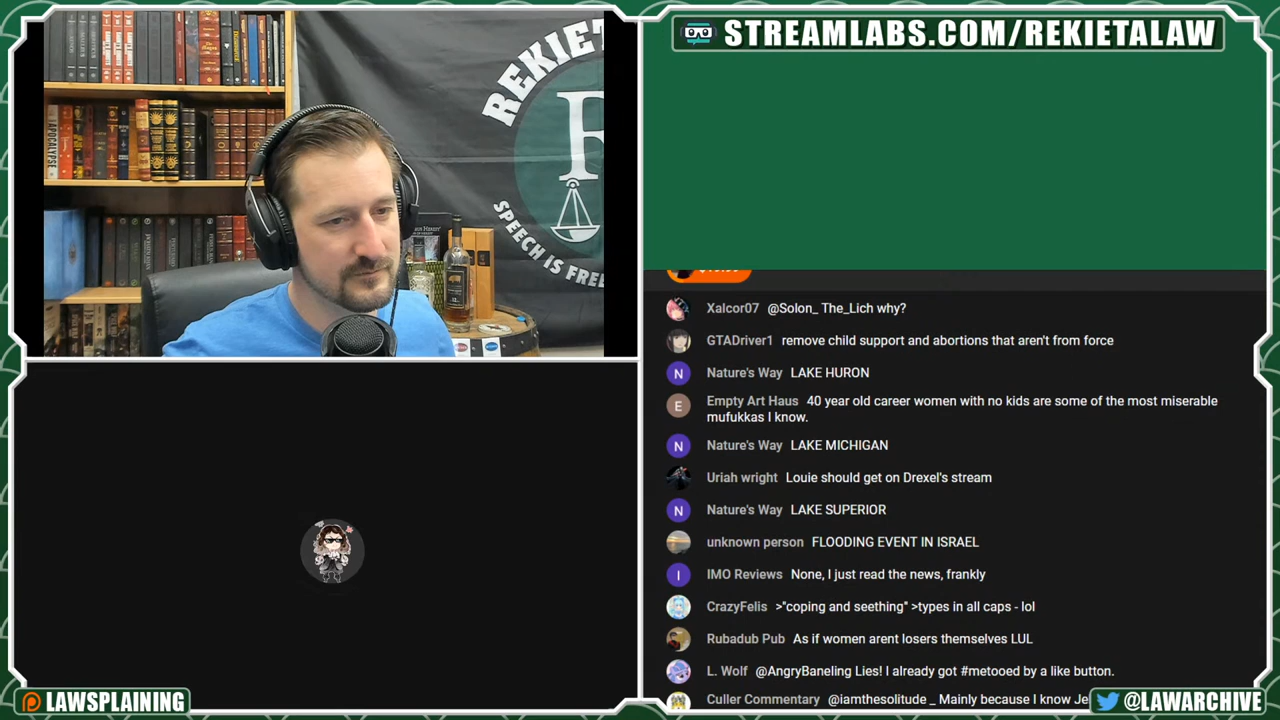 STREAMLABS.COM/REKIETALAW
REKIET
R
SPEECH IS FREE
APOCALYPSE
Xalcor07 @Solon_ The_Lich why?
GTADriver1 remove child support and abortions that aren't from force
N Nature's Way LAKE HURON
E Empty Art Haus 40 year old career women with no kids are some of the most miserable
mufukkas I know.
N Nature's Way LAKE MICHIGAN
Uriah wright Louie should get on Drexel's stream
N Nature's Way LAKE SUPERIOR
unknown person FLOODING EVENT IN ISRAEL
I IMO Reviews None, I just read the news, frankly
CrazyFelis >"coping and seething" >types in all caps - lol
Rubadub Pub As if women arent losers themselves LUL
L. Wolf @AngryBaneling Lies! I already got #metooed by a like button.
Culler Commentary @iamthesolitude _ Mainly because I know Je
LAWSPLAINING
@LAWARCHIVE